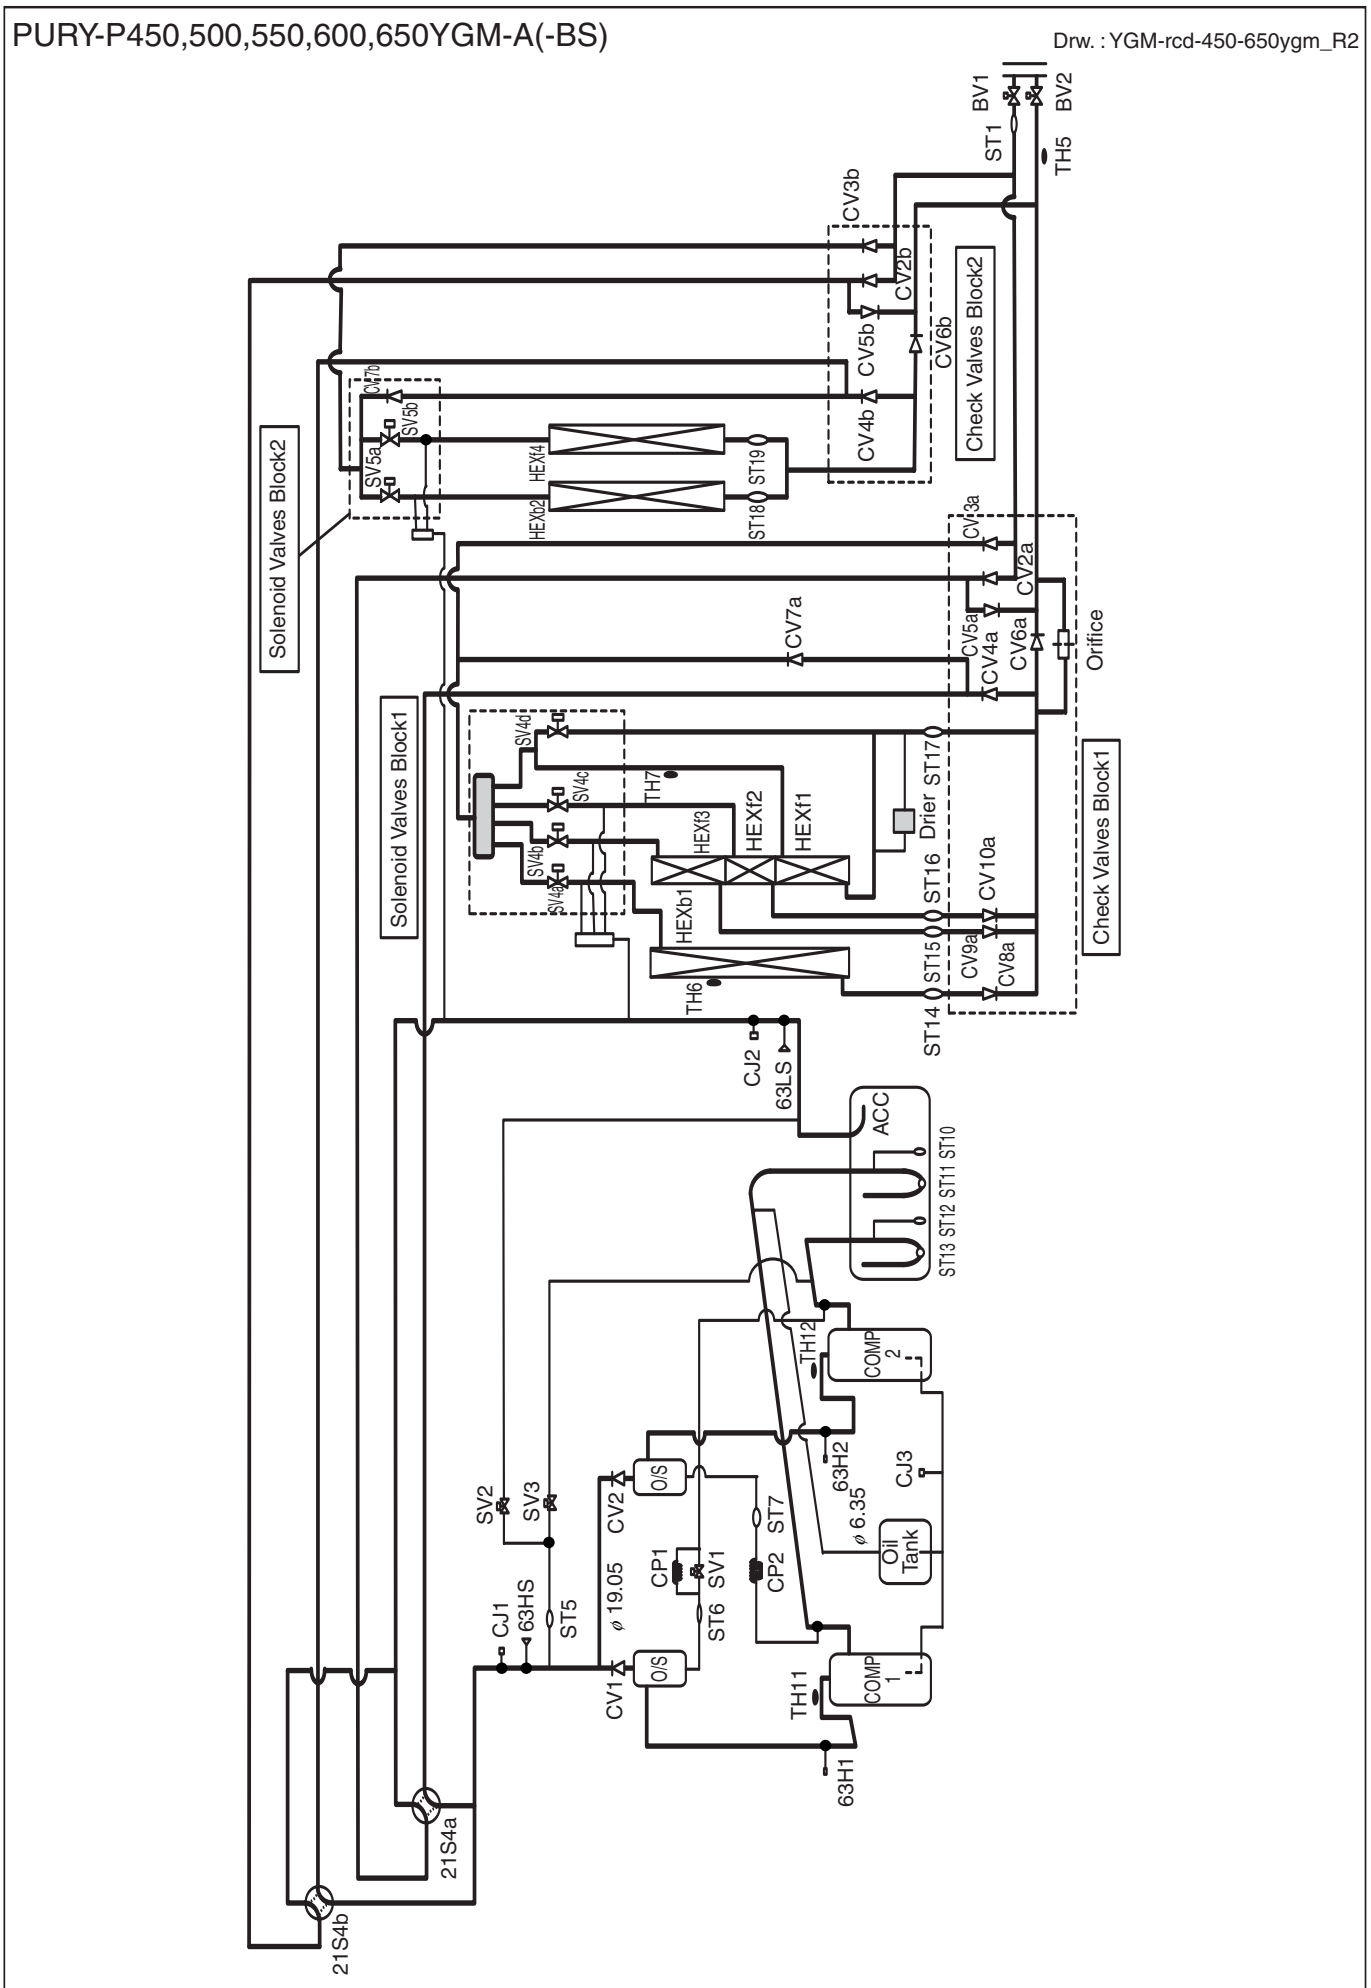 PURY-P450,500,550,600,650YGM-A(-BS)
Drw. : YGM-rcd-450-650ygm_R2
BV1
BV2
ST1
TH5
CV3b
CV2b
CV5b
CV6b
CV4b
Check Valves Block2
CV7b
SV5b
SV5a
Solenoid Valves Block2
HEXf4
HEXb2
ST19
ST18
CV3a
CV2a
CV5a
CV6a
CV4a
CV7a
Orifice
Solenoid Valves Block1
SV4d
SV4c
SV4b
SV4a
TH7
HEXf3
HEXf2
HEXf1
HEXb1
TH6
Drier
ST17
ST16
ST15
ST14
CV10a
CV9a
CV8a
Check Valves Block1
CJ2
63LS
ACC
ST13 ST12 ST11 ST10
TH12
COMP
2
63H2
CJ3
ø 6.35
Oil
Tank
SV2
SV3
CV2
O/S
CP1
SV1
ST7
CP2
CJ1
63HS
ST5
ø 19.05
ST6
CV1
O/S
TH11
COMP
1
63H1
21S4a
21S4b